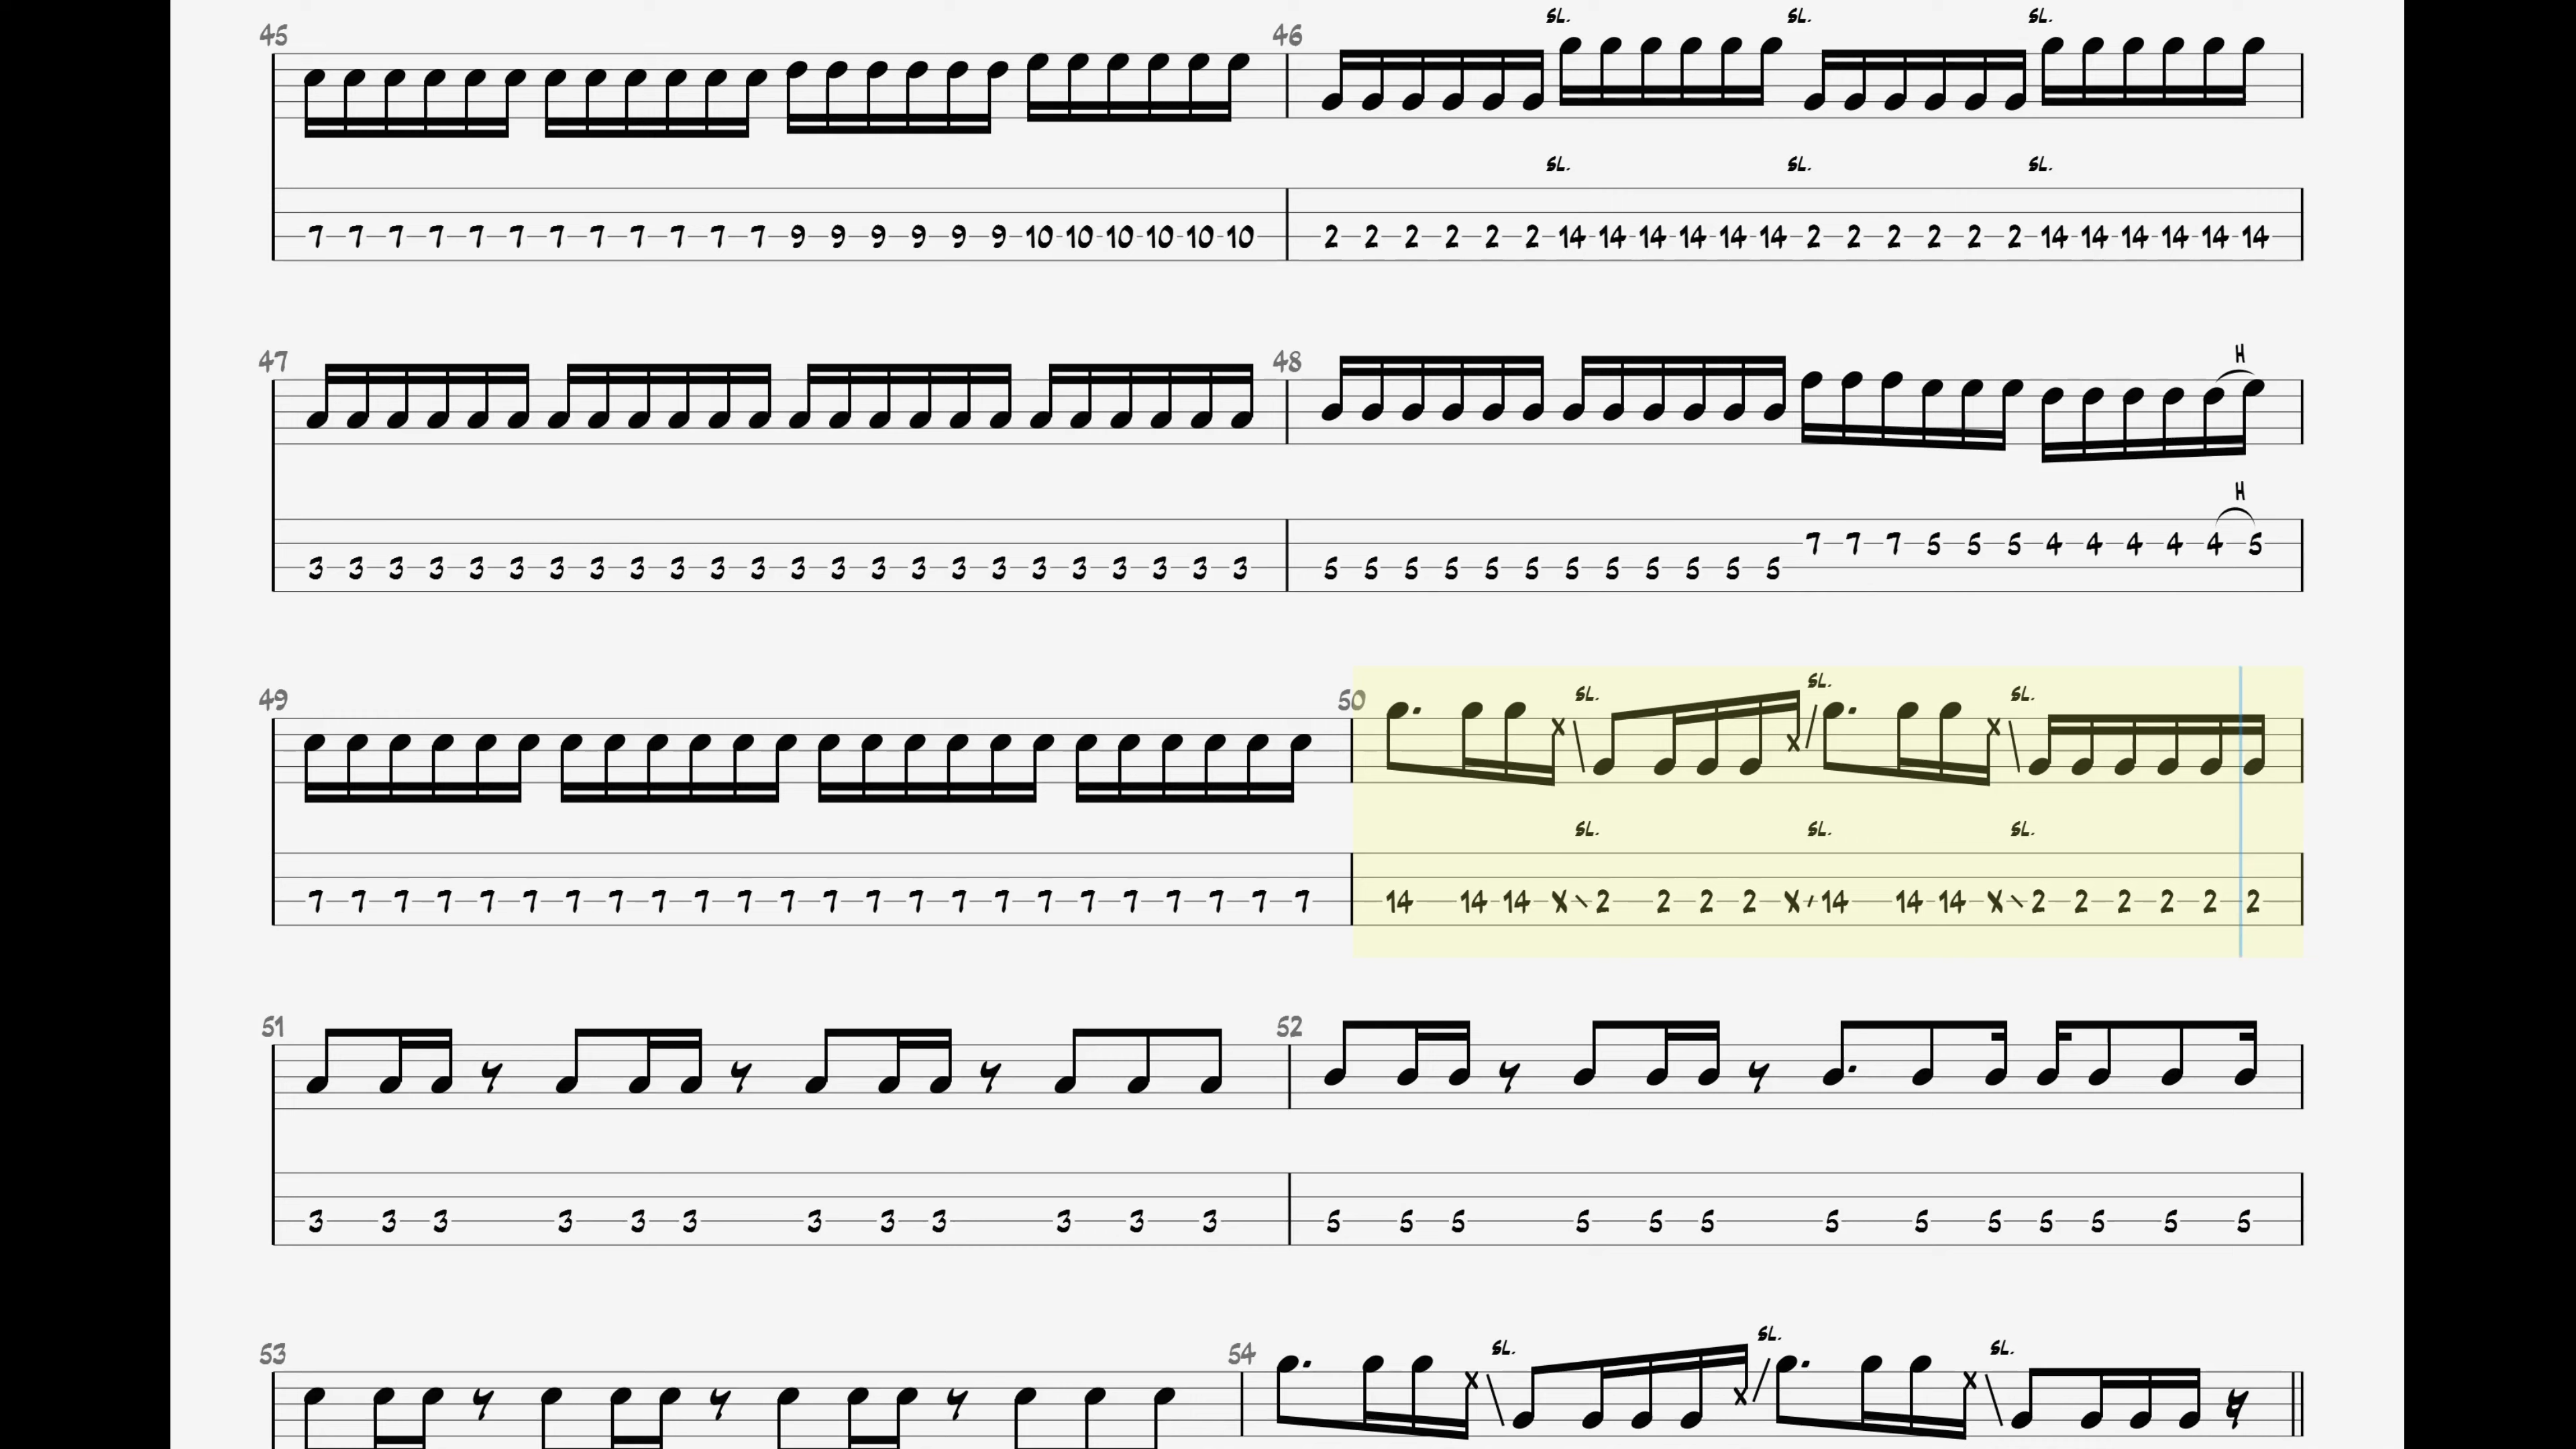 45 46
SL. SL. SL.
SL. SL. SL.
7 7 7 7 7 7 7 7 7 7 7 7 9 9 9 9 9 9 10 10 10 10 10 10 2 2 2 2 2 2 14 14 14 14 14 14 2 2 2 2 2 2 14 14 14 14 14 14
47 48 H
H
7 7 7 5 5 5 4 4 4 4 4 5
3 3 3 3 3 3 3 3 3 3 3 3 3 3 3 3 3 3 3 3 3 3 3 3 5 5 5 5 5 5 5 5 5 5 5 5
49 50 SL. SL. SL.
SL. SL. SL.
7 7 7 7 7 7 7 7 7 7 7 7 7 7 7 7 7 7 7 7 7 7 7 7 14 14 14 X 2 2 2 2 X 14 14 14 X 2 2 2 2 2 2
51 52
3 3 3 3 3 3 3 3 3 3 3 3 5 5 5 5 5 5 5 5 5 5 5 5 5
53 54 SL. SL. SL.